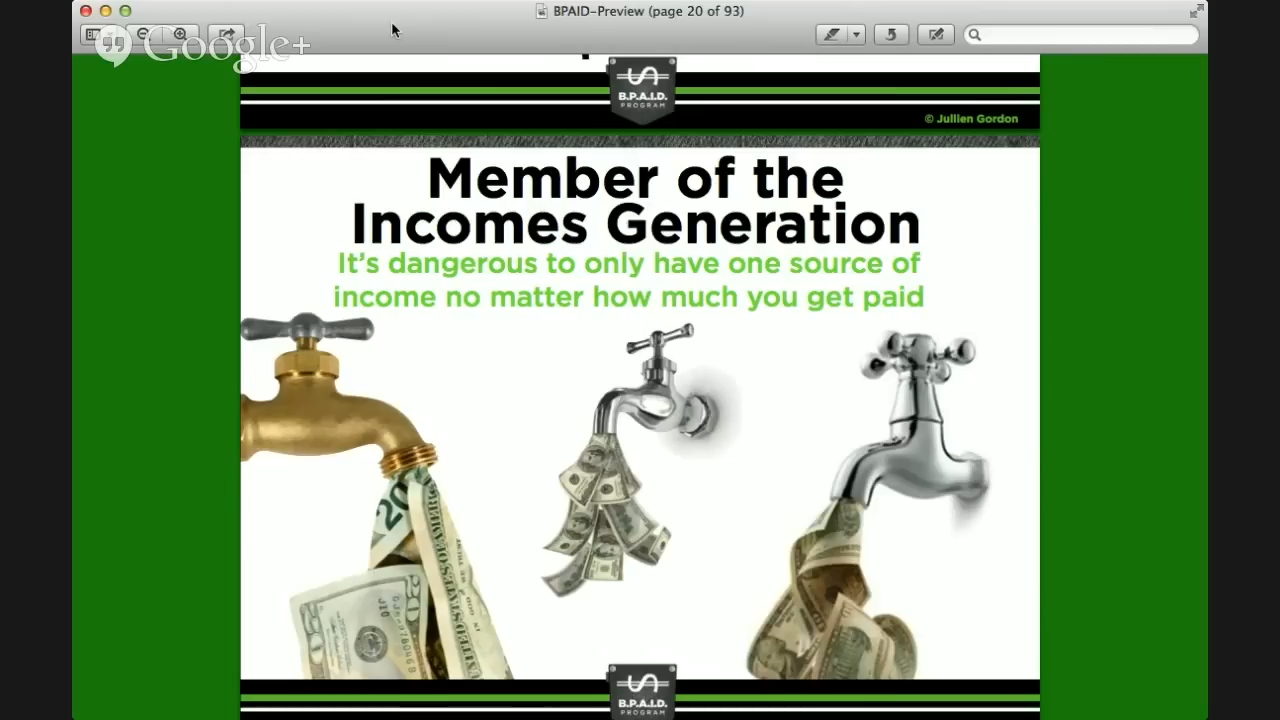 BPAID-Preview (page 20 of 93)
Google+
B.P.A.I.D.
PROGRAM
© Jullien Gordon
Member of the
Incomes Generation
It's dangerous to only have one source of
income no matter how much you get paid
20
B.P.A.I.D.
PROGRAM